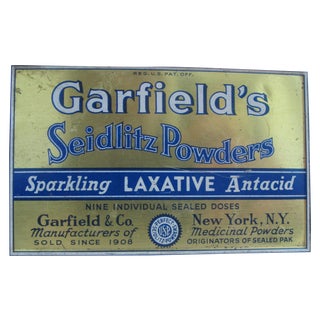 REG. U.S. PAT. OFF.
Garfield's
Seidlitz Powders
Sparkling LAXATIVE Antacid
NINE INDIVIDUAL SEALED DOSES
Garfield & Co. New York, N.Y.
Manufacturers of Medicinal Powders
SOLD SINCE 1908 ORIGINATORS OF SEALED PAK